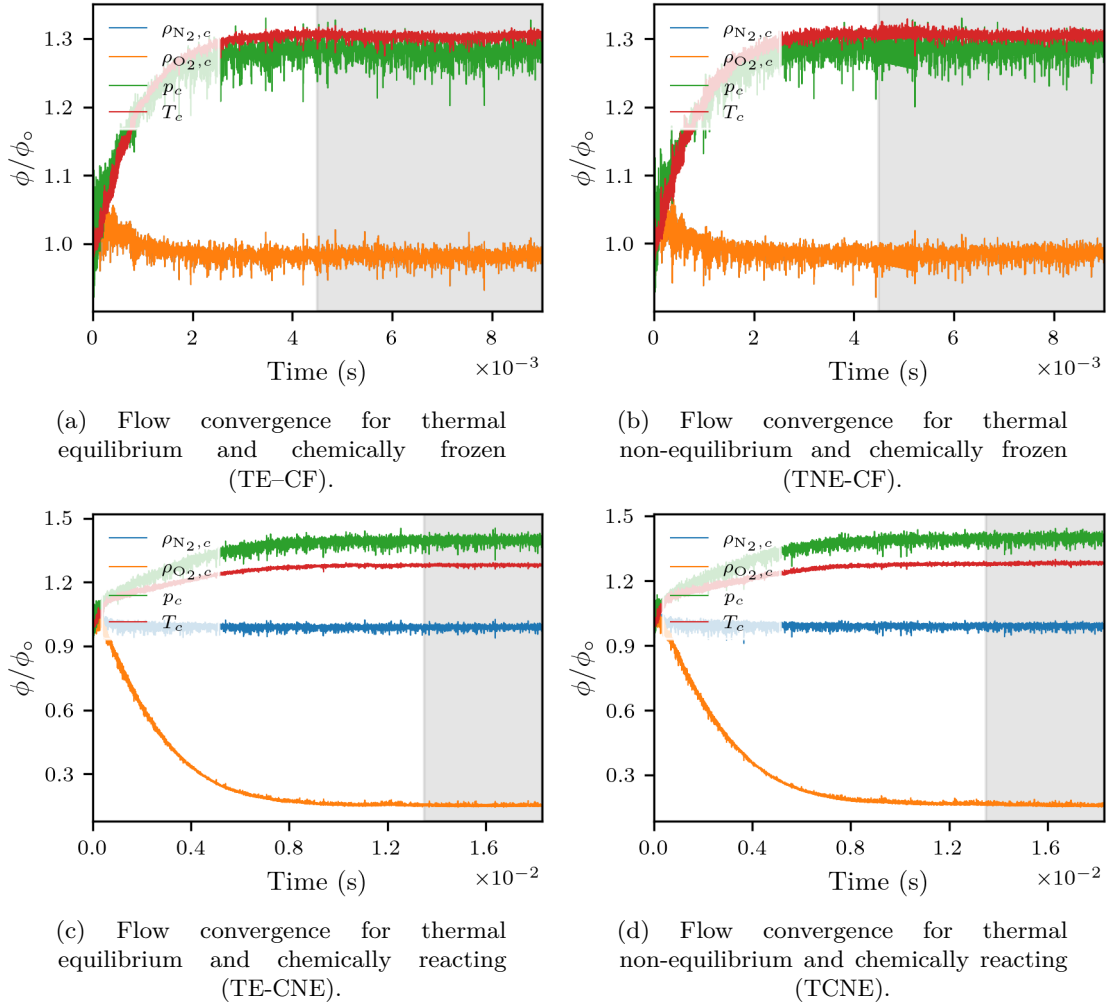 1.3
1.2
1.1
1.0
ϕ/ϕ∘
ρN₂,c
ρO₂,c
pc
Tc
0 2 4 6 8
Time (s) ×10⁻³
(a) Flow convergence for thermal
equilibrium and chemically frozen
(TE–CF).
1.3
1.2
1.1
1.0
ϕ/ϕ∘
ρN₂,c
ρO₂,c
pc
Tc
0 2 4 6 8
Time (s) ×10⁻³
(b) Flow convergence for thermal
non-equilibrium and chemically frozen
(TNE-CF).
1.5
1.2
0.9
0.6
0.3
ϕ/ϕ∘
ρN₂,c
ρO₂,c
pc
Tc
0.0 0.4 0.8 1.2 1.6
Time (s) ×10⁻²
(c) Flow convergence for thermal
equilibrium and chemically reacting
(TE-CNE).
1.5
1.2
0.9
0.6
0.3
ϕ/ϕ∘
ρN₂,c
ρO₂,c
pc
Tc
0.0 0.4 0.8 1.2 1.6
Time (s) ×10⁻²
(d) Flow convergence for thermal
non-equilibrium and chemically reacting
(TCNE).